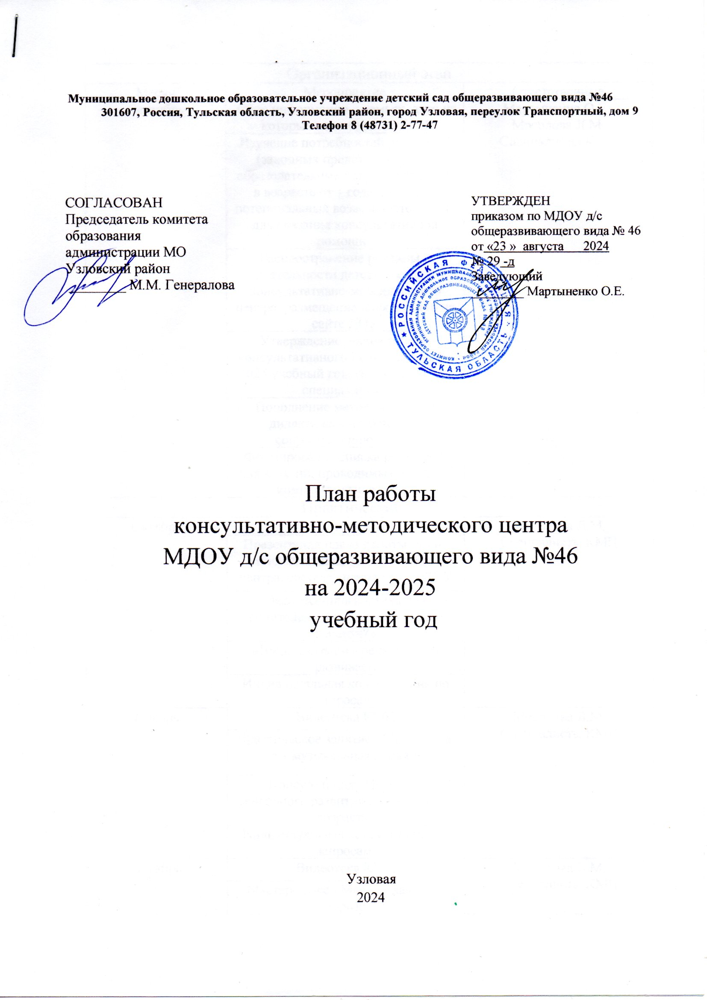 Муниципальное дошкольное образовательное учреждение детский сад общеразвивающего вида №46
301607, Россия, Тульская область, Узловский район, город Узловая, переулок Транспортный, дом 9
Телефон 8 (48731) 2-77-47
СОГЛАСОВАН
Председатель комитета
образования
администрации МО
Узловский район
М.М. Генералова
УТВЕРЖДЕН
приказом по МДОУ д/с
общеразвивающего вида № 46
от «23 » августа 2024
№ 29 -д
Заведующий
Мартыненко О.Е.
РОССИЙСКАЯ ФЕДЕРАЦИЯ
ТУЛЬСКАЯ ОБЛАСТЬ
План работы
консультативно-методического центра
МДОУ д/с общеразвивающего вида №46
на 2024-2025
учебный год
Узловая
2024